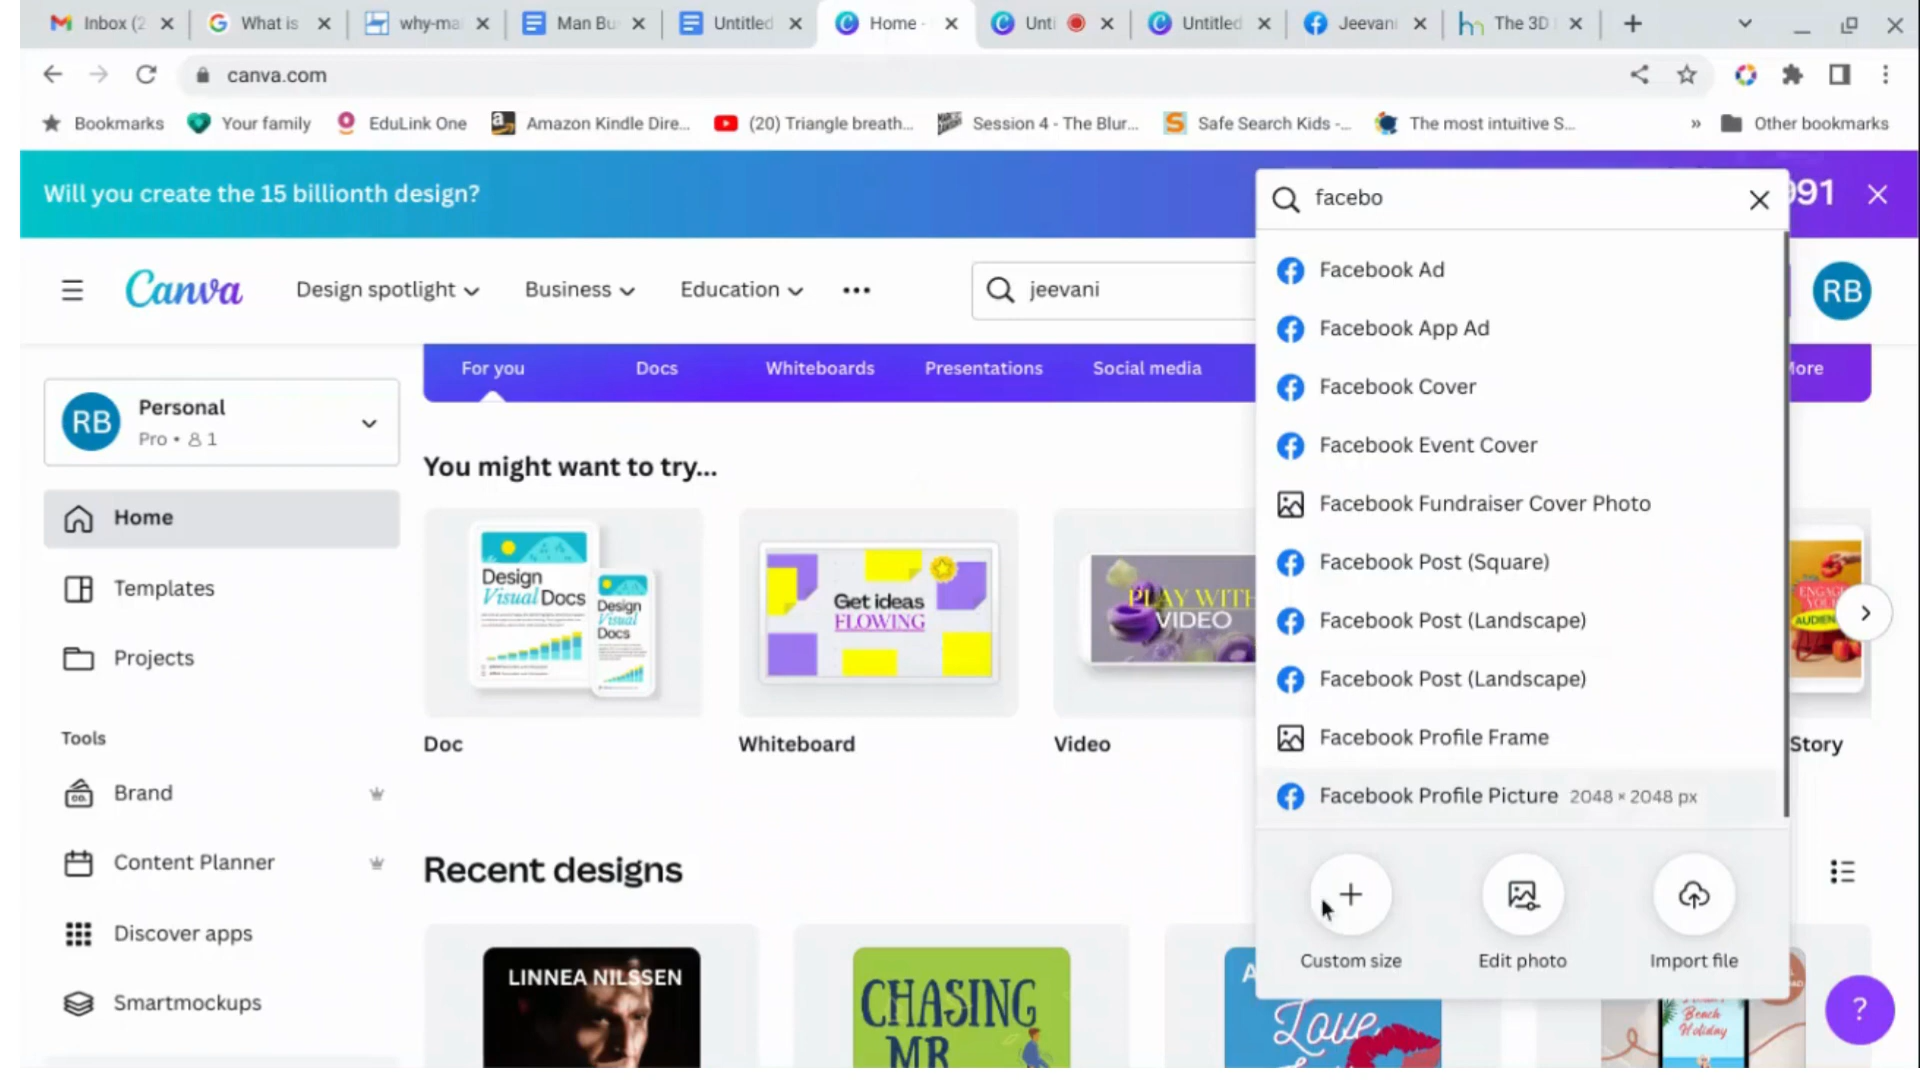 Inbox (2
What is
why-mai
Man Bu
Untitled
Home -
Unti
Untitled
Jeevani
The 3D
canva.com
Bookmarks
Your family
EduLink One
Amazon Kindle Dire...
(20) Triangle breath...
Session 4 - The Blur...
Safe Search Kids -...
The most intuitive S...
»
Other bookmarks
Will you create the 15 billionth design?
991
facebo
Canva
Design spotlight
Business
Education
jeevani
RB
For you
Docs
Whiteboards
Presentations
Social media
More
RB
Personal
Pro • 1
Home
Templates
Projects
Tools
Brand
Content Planner
Discover apps
Smartmockups
You might want to try...
Design
Visual Docs
Design
Visual
Docs
Get ideas
FLOWING
PLAY WITH
VIDEO
Doc
Whiteboard
Video
Story
Recent designs
LINNEA NILSSEN
CHASING
MR
Love
Beach
Holiday
Facebook Ad
Facebook App Ad
Facebook Cover
Facebook Event Cover
Facebook Fundraiser Cover Photo
Facebook Post (Square)
Facebook Post (Landscape)
Facebook Post (Landscape)
Facebook Profile Frame
Facebook Profile Picture 2048 × 2048 px
Custom size
Edit photo
Import file
?